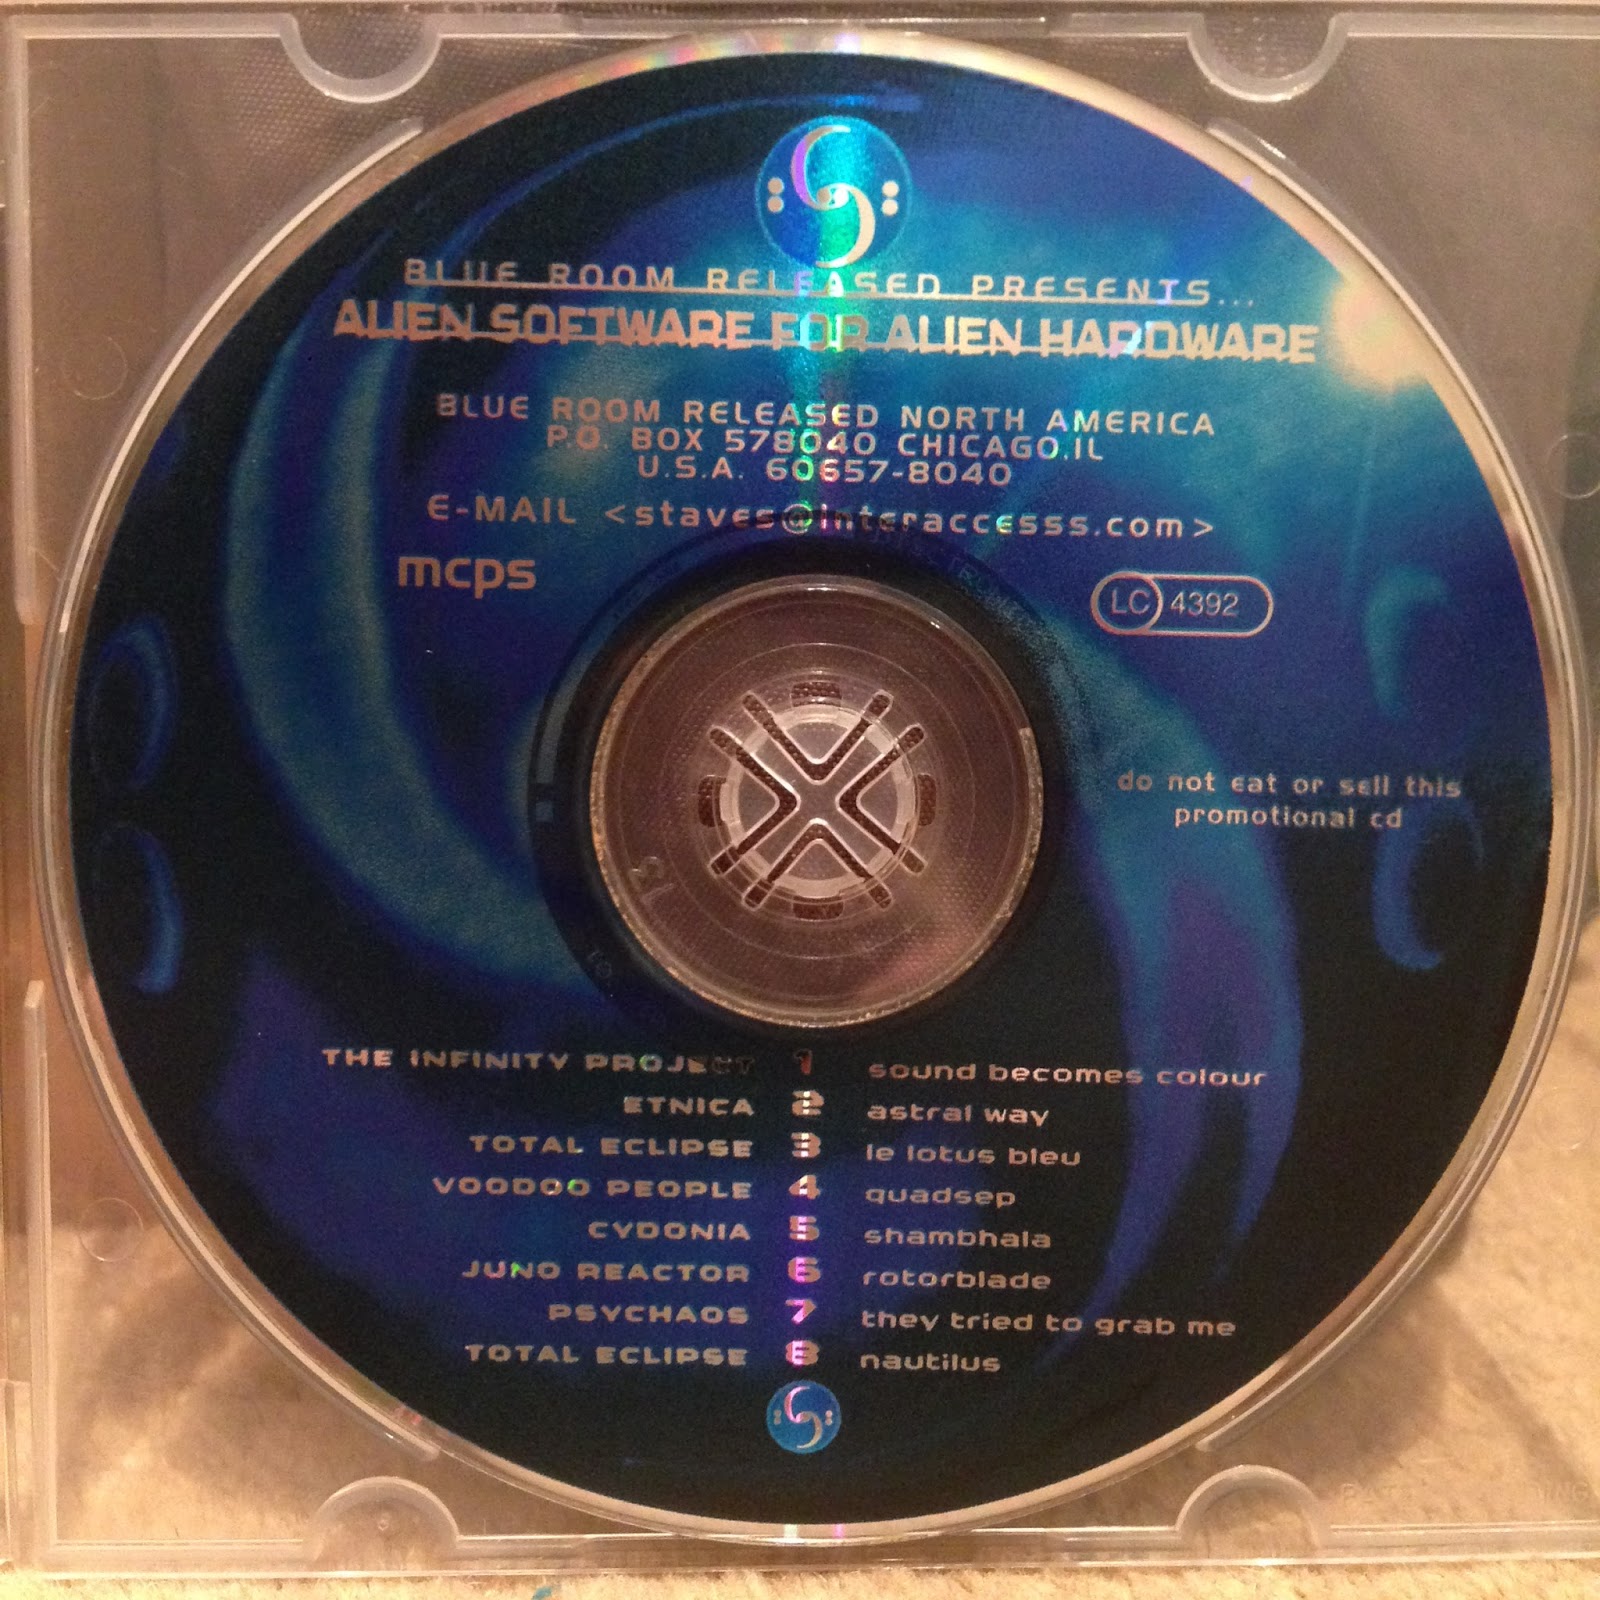 BLUE ROOM RELEASED PRESENTS...
ALIEN SOFTWARE FOR ALIEN HARDWARE
BLUE ROOM RELEASED NORTH AMERICA
P.O. BOX 578040 CHICAGO,IL
U.S.A. 60657-8040
E-MAIL <staves@interaccesss.com>
mcps
LC 4392
do not eat or sell this
promotional cd
THE INFINITY PROJECT 1 sound becomes colour
ETNICA 2 astral way
TOTAL ECLIPSE 3 le lotus bleu
VOODOO PEOPLE 4 quadsep
CYDONIA 5 shambhala
JUNO REACTOR 6 rotorblade
PSYCHAOS 7 they tried to grab me
TOTAL ECLIPSE 8 nautilus